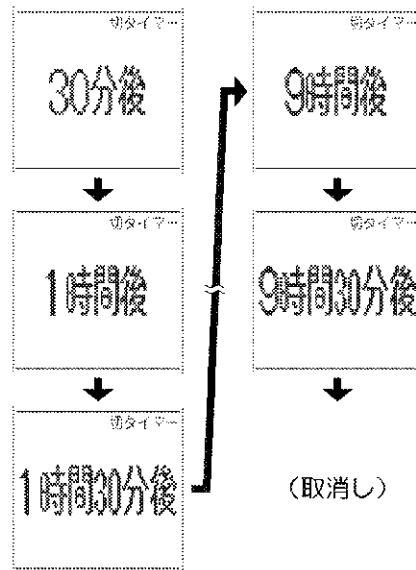 切タイマー
30分後
切タイマー
1時間後
切タイマー
1時間30分後
切タイマー
9時間後
切タイマー
9時間30分後
（取消し）